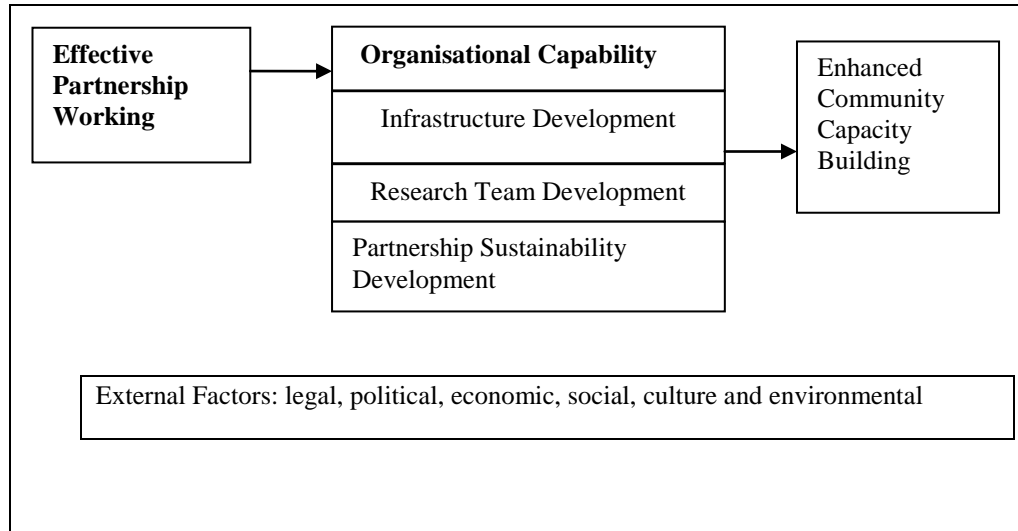 Effective
Partnership
Working
Organisational Capability
Infrastructure Development
Research Team Development
Partnership Sustainability
Development
Enhanced
Community
Capacity
Building
External Factors: legal, political, economic, social, culture and environmental